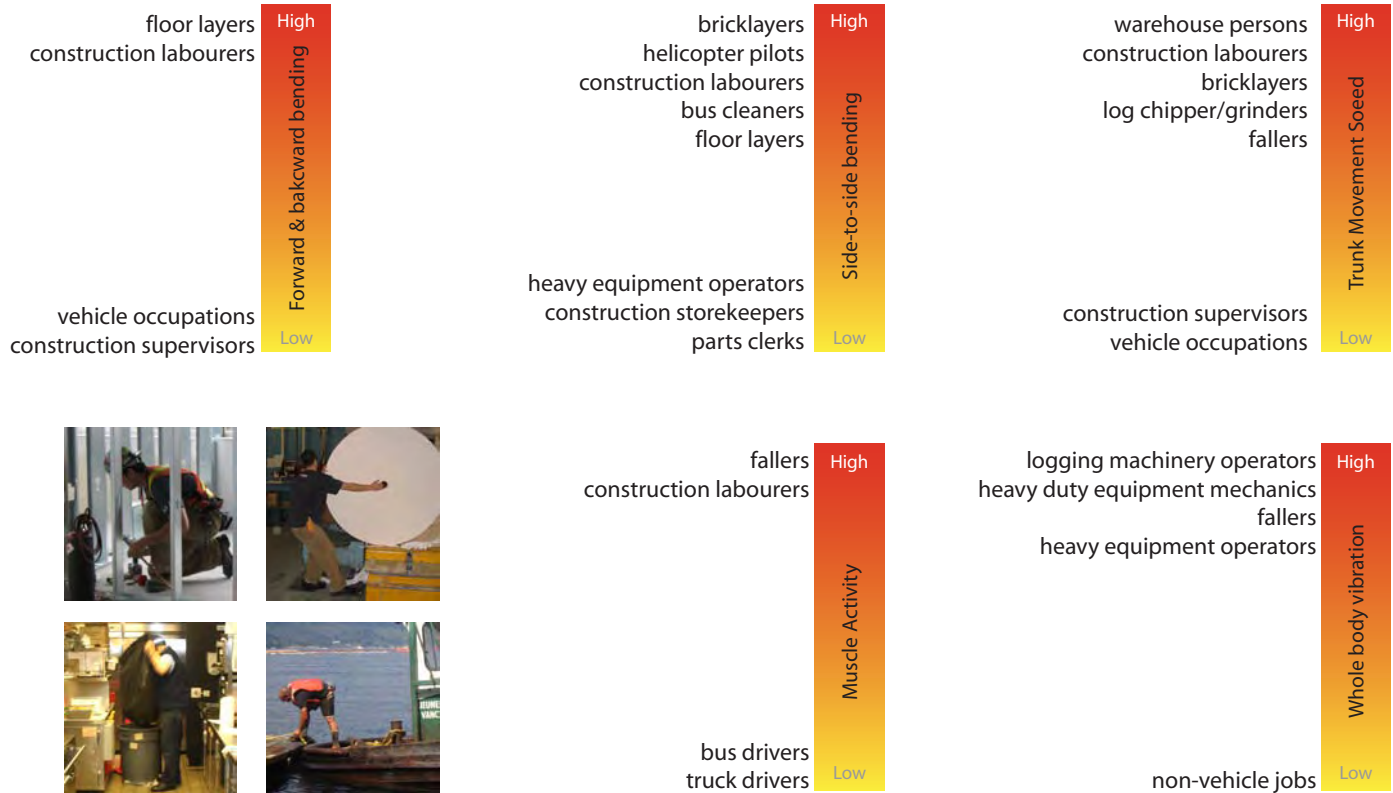 floor layers
construction labourers
High
Forward & bakcward bending
vehicle occupations
construction supervisors
Low
bricklayers
helicopter pilots
construction labourers
bus cleaners
floor layers
High
Side-to-side bending
heavy equipment operators
construction storekeepers
parts clerks
Low
warehouse persons
construction labourers
bricklayers
log chipper/grinders
fallers
High
Trunk Movement Soeed
construction supervisors
vehicle occupations
Low
fallers
construction labourers
High
Muscle Activity
bus drivers
truck drivers
Low
logging machinery operators
heavy duty equipment mechanics
fallers
heavy equipment operators
High
Whole body vibration
non-vehicle jobs
Low